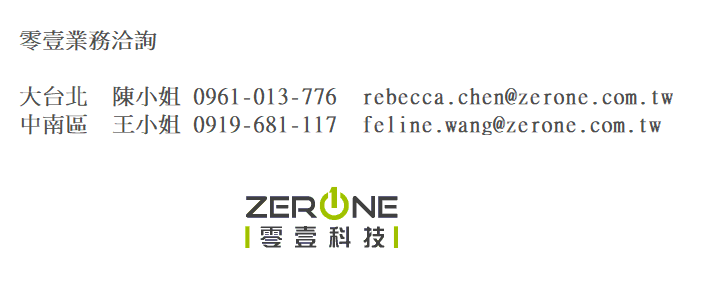 零壹業務洽詢
大台北 陳小姐 0961-013-776 rebecca.chen@zerone.com.tw
中南區 王小姐 0919-681-117 feline.wang@zerone.com.tw
ZERONE
零壹科技